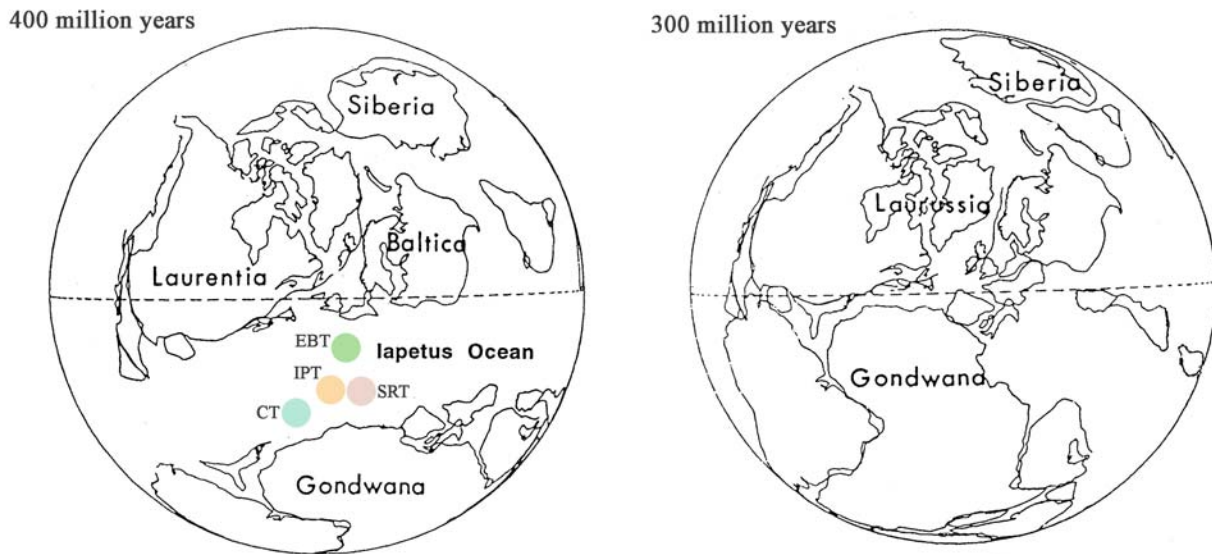 400 million years
Siberia
Baltica
Laurentia
EBT
Iapetus Ocean
IPT
SRT
CT
Gondwana
300 million years
Siberia
Laurussia
Gondwana